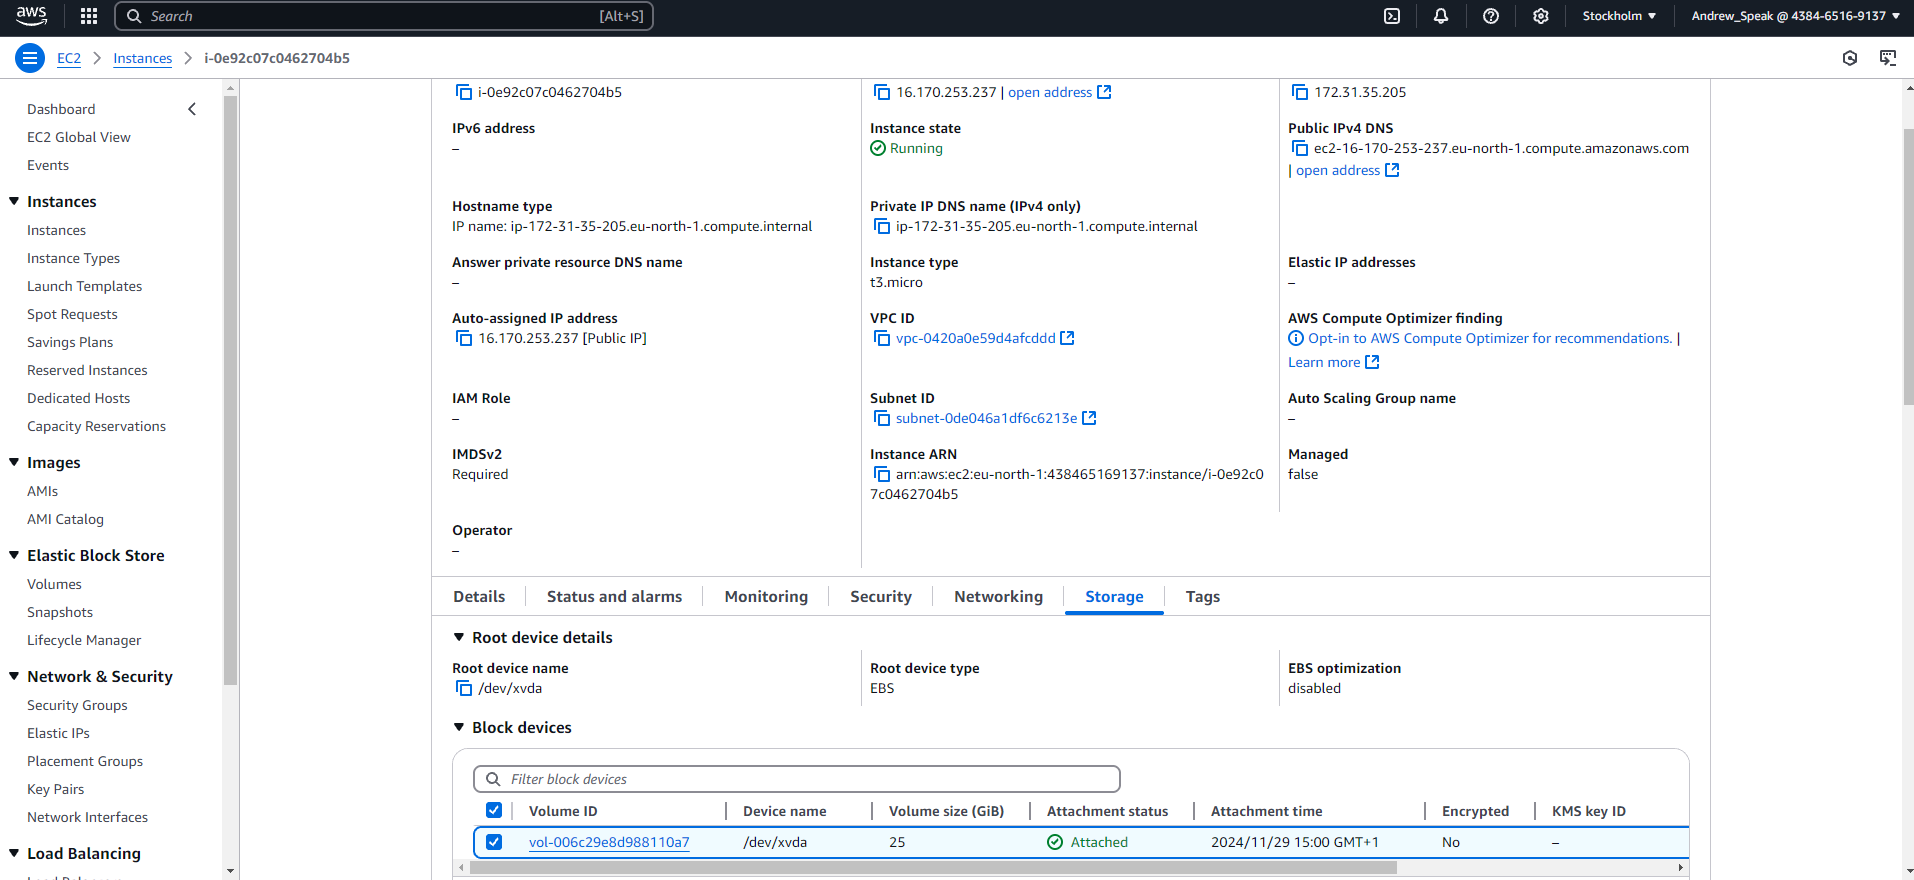 aws
Search
[Alt+S]
Stockholm
Andrew_Speak @ 4384-6516-9137
EC2
Instances
i-0e92c07c0462704b5
Dashboard
EC2 Global View
Events
Instances
Instances
Instance Types
Launch Templates
Spot Requests
Savings Plans
Reserved Instances
Dedicated Hosts
Capacity Reservations
Images
AMIs
AMI Catalog
Elastic Block Store
Volumes
Snapshots
Lifecycle Manager
Network & Security
Security Groups
Elastic IPs
Placement Groups
Key Pairs
Network Interfaces
Load Balancing
i-0e92c07c0462704b5
16.170.253.237 | open address
172.31.35.205
IPv6 address
–
Instance state
Running
Public IPv4 DNS
ec2-16-170-253-237.eu-north-1.compute.amazonaws.com
| open address
Hostname type
IP name: ip-172-31-35-205.eu-north-1.compute.internal
Private IP DNS name (IPv4 only)
ip-172-31-35-205.eu-north-1.compute.internal
Answer private resource DNS name
–
Instance type
t3.micro
Elastic IP addresses
–
Auto-assigned IP address
16.170.253.237 [Public IP]
VPC ID
vpc-0420a0e59d4afcddd
AWS Compute Optimizer finding
Opt-in to AWS Compute Optimizer for recommendations. |
Learn more
IAM Role
–
Subnet ID
subnet-0de046a1df6c6213e
Auto Scaling Group name
–
IMDSv2
Required
Instance ARN
arn:aws:ec2:eu-north-1:438465169137:instance/i-0e92c0
7c0462704b5
Managed
false
Operator
–
Details
Status and alarms
Monitoring
Security
Networking
Storage
Tags
Root device details
Root device name
/dev/xvda
Root device type
EBS
EBS optimization
disabled
Block devices
Filter block devices
Volume ID
Device name
Volume size (GiB)
Attachment status
Attachment time
Encrypted
KMS key ID
vol-006c29e8d988110a7
/dev/xvda
25
Attached
2024/11/29 15:00 GMT+1
No
–